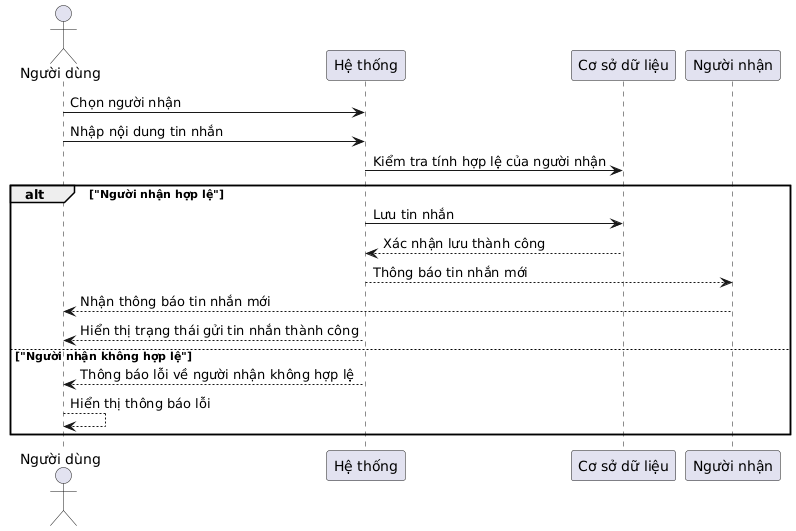 Người dùng
Hệ thống
Cơ sở dữ liệu
Người nhận
Chọn người nhận
Nhập nội dung tin nhắn
Kiểm tra tính hợp lệ của người nhận
alt
["Người nhận hợp lệ"]
Lưu tin nhắn
Xác nhận lưu thành công
Thông báo tin nhắn mới
Nhận thông báo tin nhắn mới
Hiển thị trạng thái gửi tin nhắn thành công
["Người nhận không hợp lệ"]
Thông báo lỗi về người nhận không hợp lệ
Hiển thị thông báo lỗi
Người dùng
Hệ thống
Cơ sở dữ liệu
Người nhận